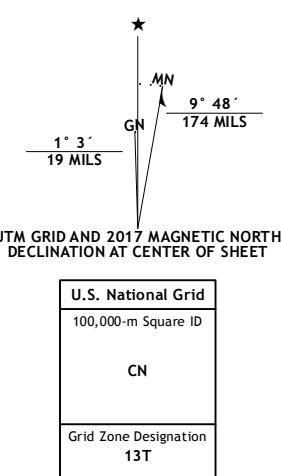 ★
MN
9° 48´
174 MILS
GN
1° 3´
19 MILS
UTM GRID AND 2017 MAGNETIC NORTH
DECLINATION AT CENTER OF SHEET
U.S. National Grid
100,000-m Square ID
CN
Grid Zone Designation
13T